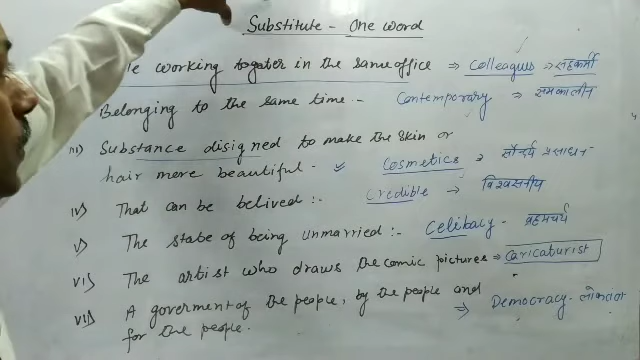 Substitute - One word
le working togater in the same office ⇒ Colleagus ⇒ सहकर्मी
Belonging to the same time :- Contemporary ⇒ समकालीन
iii) Substance disigned to make the skin or
hair more beautiful - Cosmetics ⇒ सौन्दर्य प्रसाधन
iv) That can be belived :- Credible → विश्वसनीय
v) The state of being unmarried :- Celibacy - ब्रह्मचर्य
vi) The artist who draws the comic pictures ⇒ Caricaturist
vii) A goverment of the people, by the people and
for the people. ⇒ Democracy - लोकतंत्र